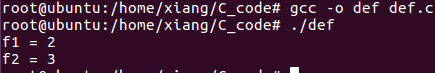 root@ubuntu:/home/xiang/C_code# gcc -o def def.c
root@ubuntu:/home/xiang/C_code# ./def
f1 = 2
f2 = 3